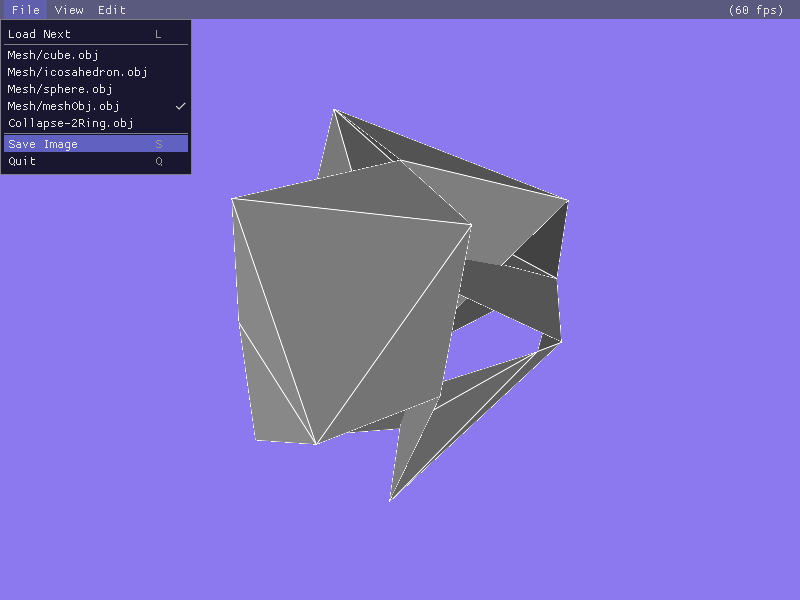 File View Edit (60 fps)
Load Next L
Mesh/cube.obj
Mesh/icosahedron.obj
Mesh/sphere.obj
Mesh/meshObj.obj
Collapse-2Ring.obj
Save Image S
Quit Q